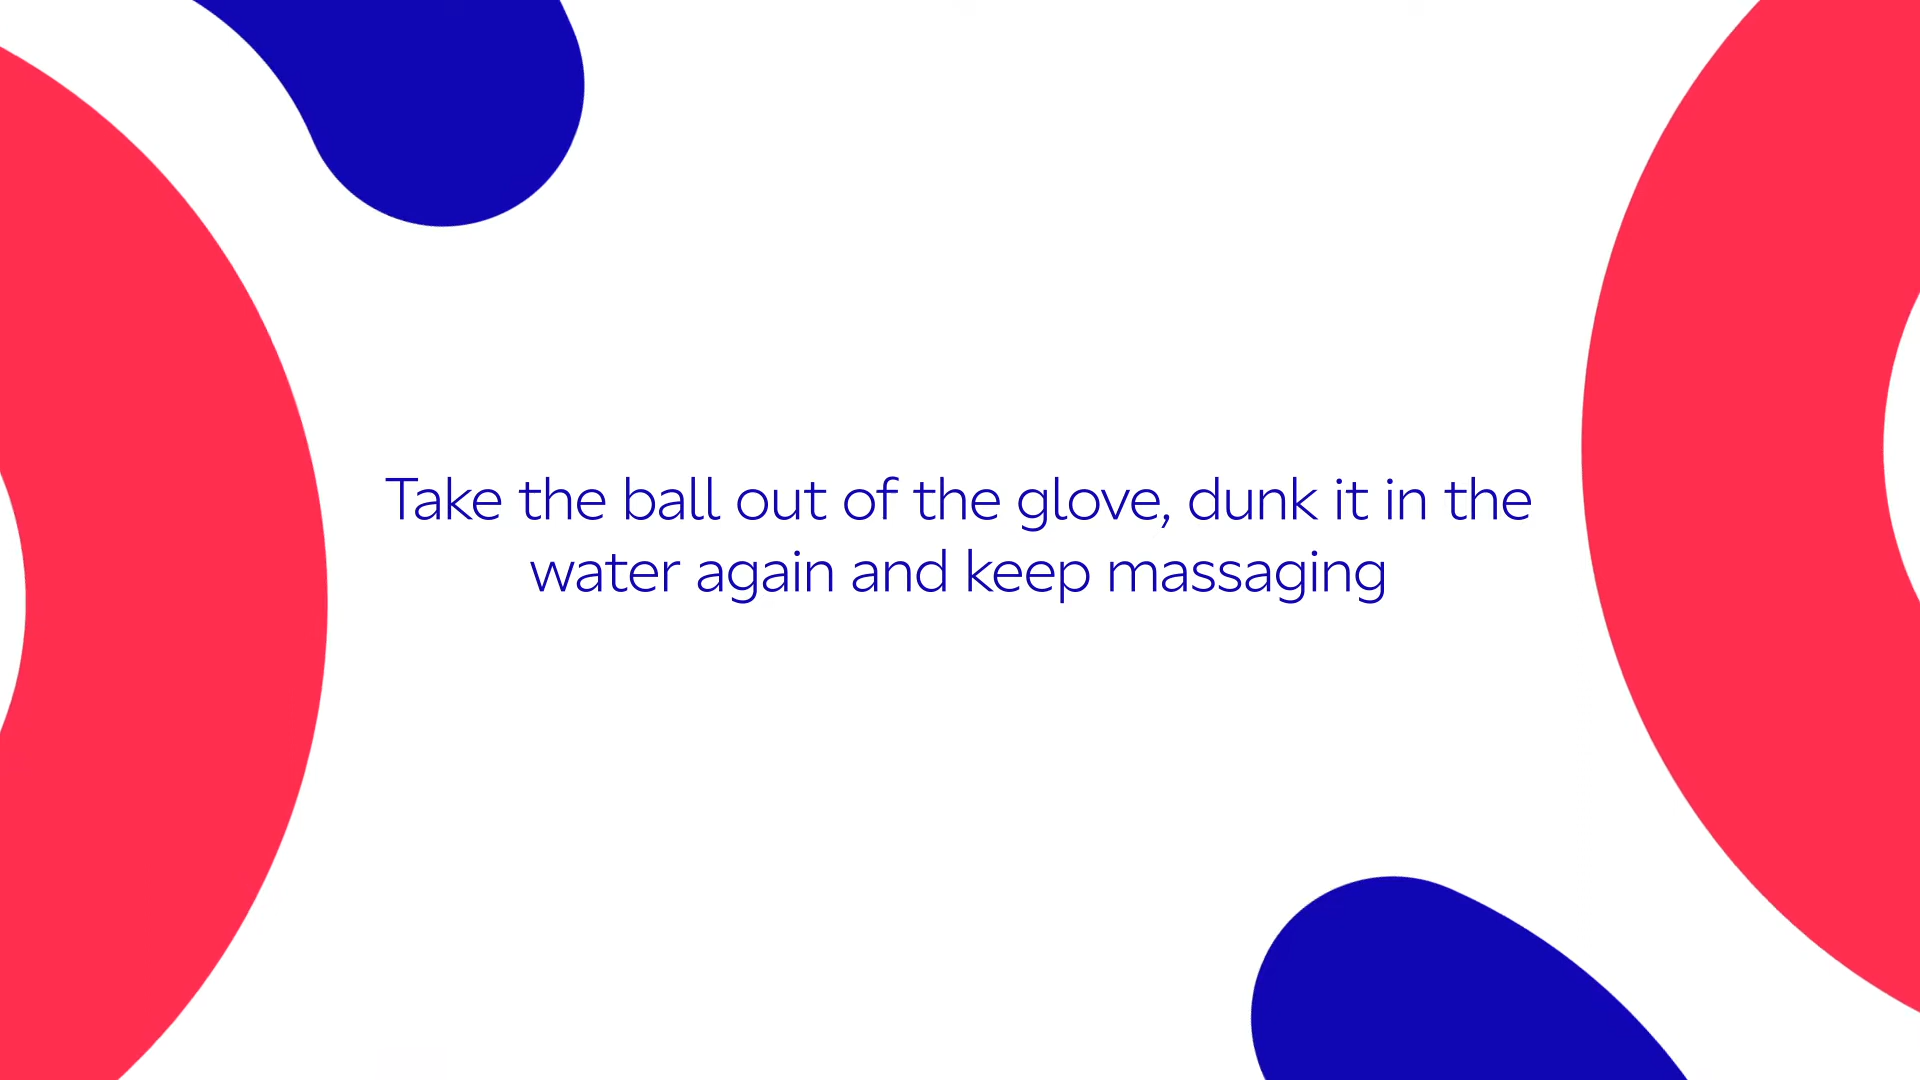 Take the ball out of the glove, dunk it in the
water again and keep massaging